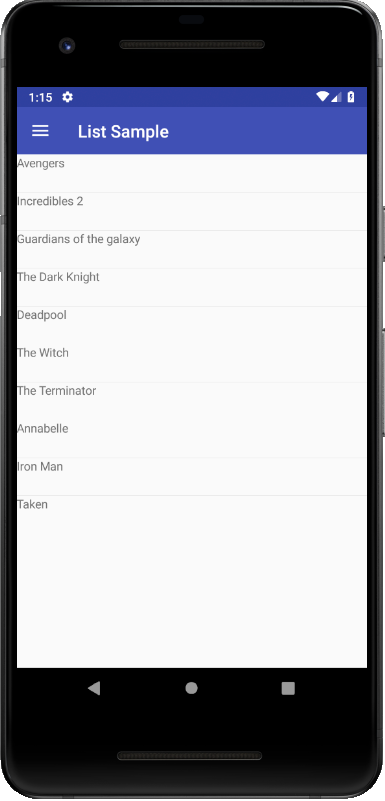 1:15
List Sample
Avengers
Incredibles 2
Guardians of the galaxy
The Dark Knight
Deadpool
The Witch
The Terminator
Annabelle
Iron Man
Taken